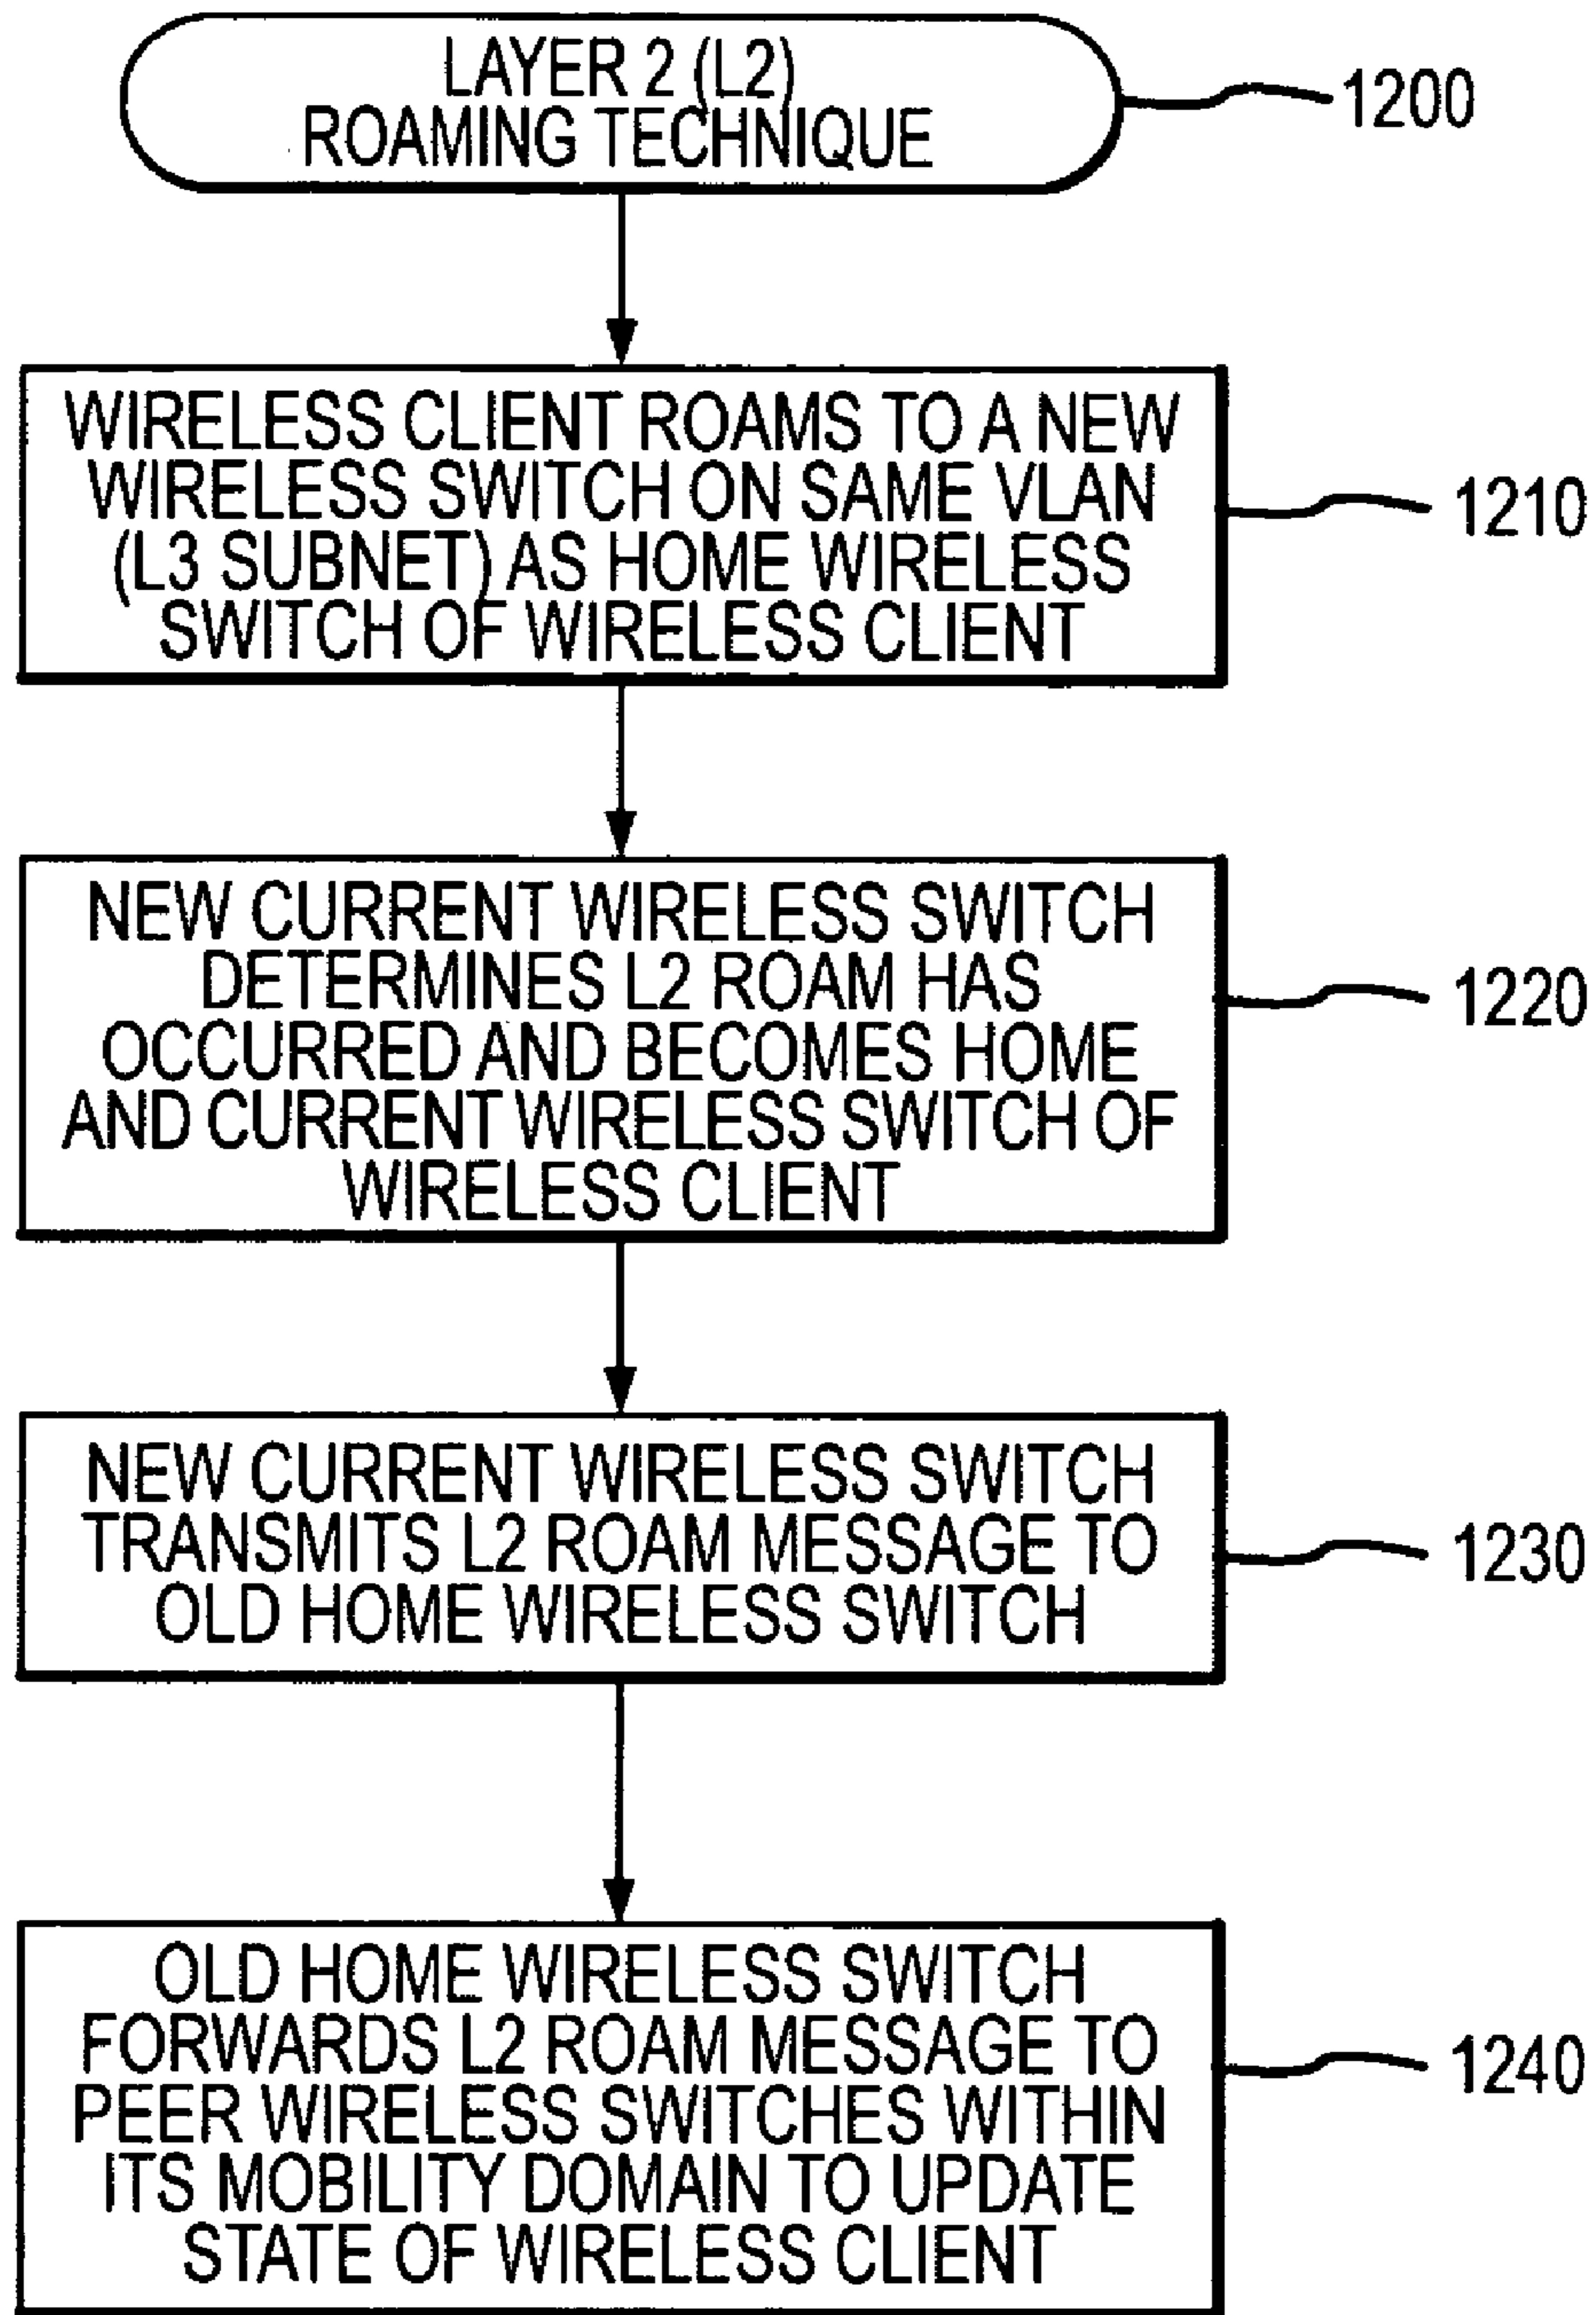 LAYER 2 (L2)
ROAMING TECHNIQUE
1200
WIRELESS CLIENT ROAMS TO A NEW
WIRELESS SWITCH ON SAME VLAN
(L3 SUBNET) AS HOME WIRELESS
SWITCH OF WIRELESS CLIENT
1210
NEW CURRENT WIRELESS SWITCH
DETERMINES L2 ROAM HAS
OCCURRED AND BECOMES HOME
AND CURRENT WIRELESS SWITCH OF
WIRELESS CLIENT
1220
NEW CURRENT WIRELESS SWITCH
TRANSMITS L2 ROAM MESSAGE TO
OLD HOME WIRELESS SWITCH
1230
OLD HOME WIRELESS SWITCH
FORWARDS L2 ROAM MESSAGE TO
PEER WIRELESS SWITCHES WITHIN
ITS MOBILITY DOMAIN TO UPDATE
STATE OF WIRELESS CLIENT
1240